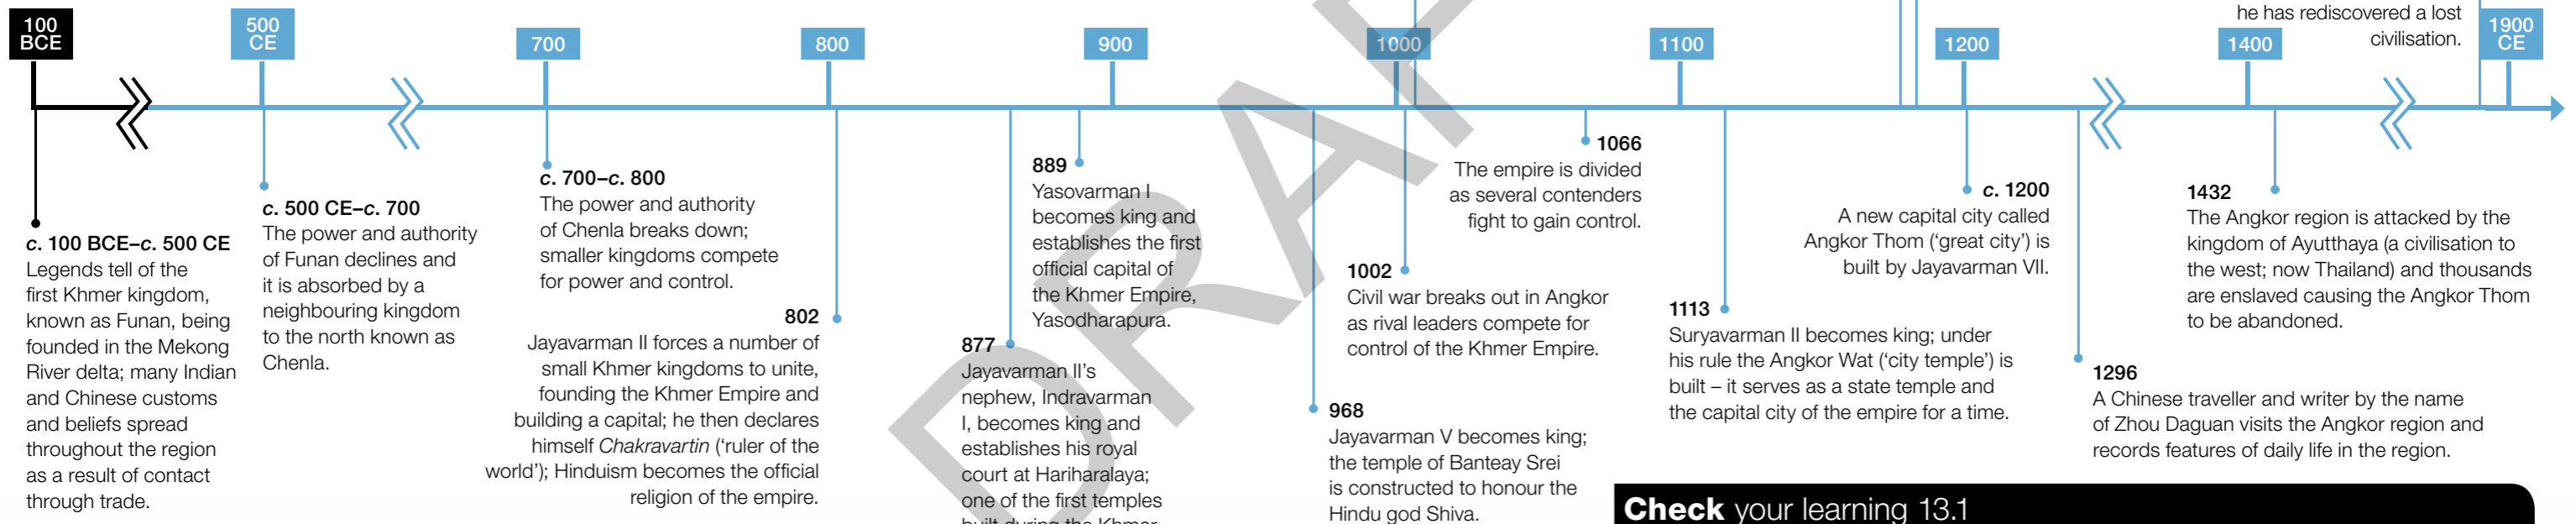 he has rediscovered a lost
civilisation.
100
BCE
500
CE
700
800
900
1000
1100
1200
1400
1900
CE
c. 100 BCE–c. 500 CE
Legends tell of the
first Khmer kingdom,
known as Funan, being
founded in the Mekong
River delta; many Indian
and Chinese customs
and beliefs spread
throughout the region
as a result of contact
through trade.
c. 500 CE–c. 700
The power and authority
of Funan declines and
it is absorbed by a
neighbouring kingdom
to the north known as
Chenla.
c. 700–c. 800
The power and authority
of Chenla breaks down;
smaller kingdoms compete
for power and control.
802
Jayavarman II forces a number of
small Khmer kingdoms to unite,
founding the Khmer Empire and
building a capital; he then declares
himself Chakravartin (‘ruler of the
world’); Hinduism becomes the official
religion of the empire.
877
Jayavarman II’s
nephew, Indravarman
I, becomes king and
establishes his royal
court at Hariharalaya;
one of the first temples
built during the Khmer
889
Yasovarman I
becomes king and
establishes the first
official capital of
the Khmer Empire,
Yasodharapura.
968
Jayavarman V becomes king;
the temple of Banteay Srei
is constructed to honour the
Hindu god Shiva.
1002
Civil war breaks out in Angkor
as rival leaders compete for
control of the Khmer Empire.
1066
The empire is divided
as several contenders
fight to gain control.
1113
Suryavarman II becomes king; under
his rule the Angkor Wat (‘city temple’) is
built – it serves as a state temple and
the capital city of the empire for a time.
c. 1200
A new capital city called
Angkor Thom (‘great city’) is
built by Jayavarman VII.
1296
A Chinese traveller and writer by the name
of Zhou Daguan visits the Angkor region and
records features of daily life in the region.
1432
The Angkor region is attacked by the
kingdom of Ayutthaya (a civilisation to
the west; now Thailand) and thousands
are enslaved causing the Angkor Thom
to be abandoned.
Check your learning 13.1
DRAF